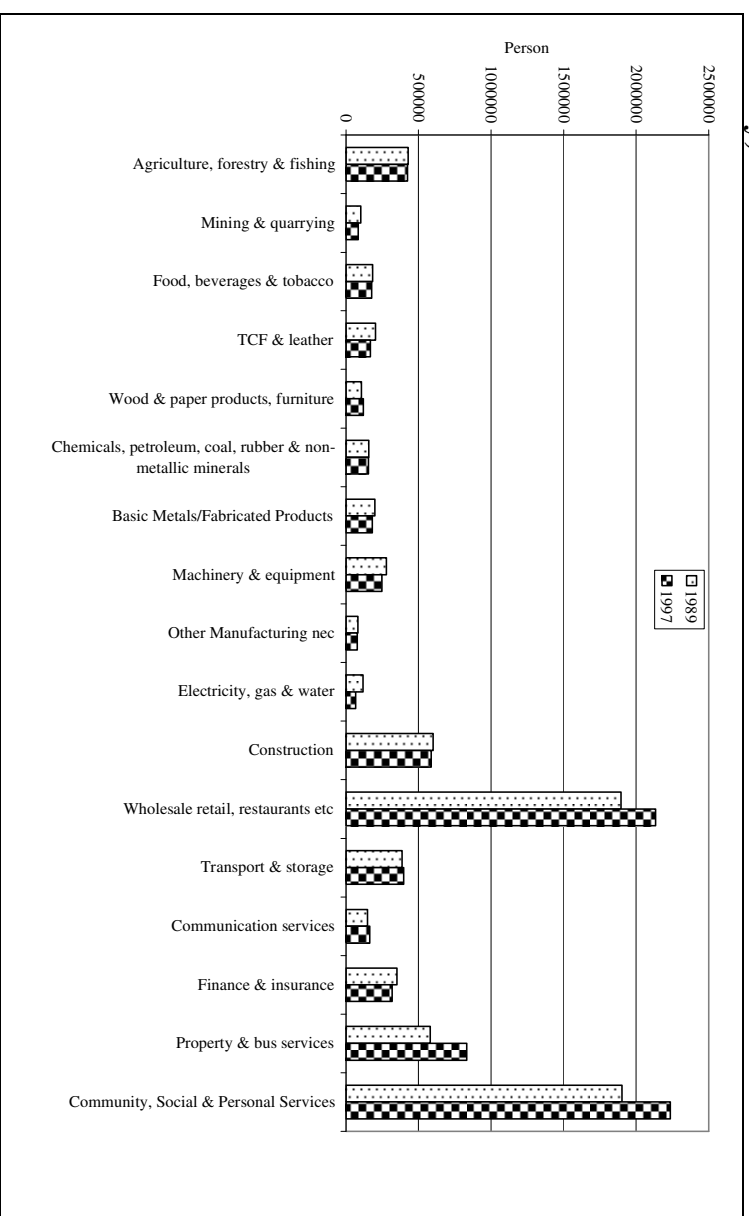 Person
0
500000
1000000
1500000
2000000
2500000
Agriculture, forestry & fishing
Mining & quarrying
Food, beverages & tobacco
TCF & leather
Wood & paper products, furniture
Chemicals, petroleum, coal, rubber & non-
metallic minerals
Basic Metals/Fabricated Products
Machinery & equipment
Other Manufacturing nec
Electricity, gas & water
Construction
Wholesale retail, restaurants etc
Transport & storage
Communication services
Finance & insurance
Property & bus services
Community, Social & Personal Services
1989
1997